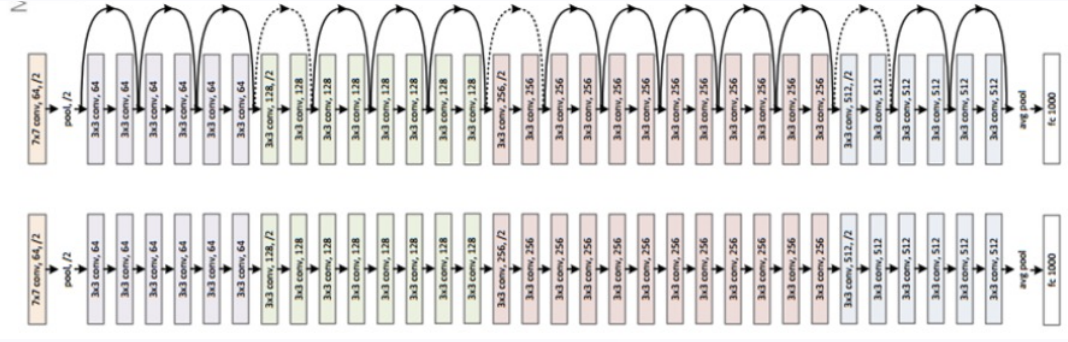 7x7 conv, 64, /2
pool, /2
3x3 conv, 64
3x3 conv, 64
3x3 conv, 64
3x3 conv, 64
3x3 conv, 64
3x3 conv, 64
3x3 conv, 128, /2
3x3 conv, 128
3x3 conv, 128
3x3 conv, 128
3x3 conv, 128
3x3 conv, 128
3x3 conv, 128
3x3 conv, 128
3x3 conv, 256, /2
3x3 conv, 256
3x3 conv, 256
3x3 conv, 256
3x3 conv, 256
3x3 conv, 256
3x3 conv, 256
3x3 conv, 256
3x3 conv, 256
3x3 conv, 256
3x3 conv, 256
3x3 conv, 256
3x3 conv, 512, /2
3x3 conv, 512
3x3 conv, 512
3x3 conv, 512
3x3 conv, 512
3x3 conv, 512
avg pool
fc 1000
7x7 conv, 64, /2
pool, /2
3x3 conv, 64
3x3 conv, 64
3x3 conv, 64
3x3 conv, 64
3x3 conv, 64
3x3 conv, 64
3x3 conv, 128, /2
3x3 conv, 128
3x3 conv, 128
3x3 conv, 128
3x3 conv, 128
3x3 conv, 128
3x3 conv, 128
3x3 conv, 128
3x3 conv, 256, /2
3x3 conv, 256
3x3 conv, 256
3x3 conv, 256
3x3 conv, 256
3x3 conv, 256
3x3 conv, 256
3x3 conv, 256
3x3 conv, 256
3x3 conv, 256
3x3 conv, 256
3x3 conv, 256
3x3 conv, 512, /2
3x3 conv, 512
3x3 conv, 512
3x3 conv, 512
3x3 conv, 512
3x3 conv, 512
avg pool
fc 1000